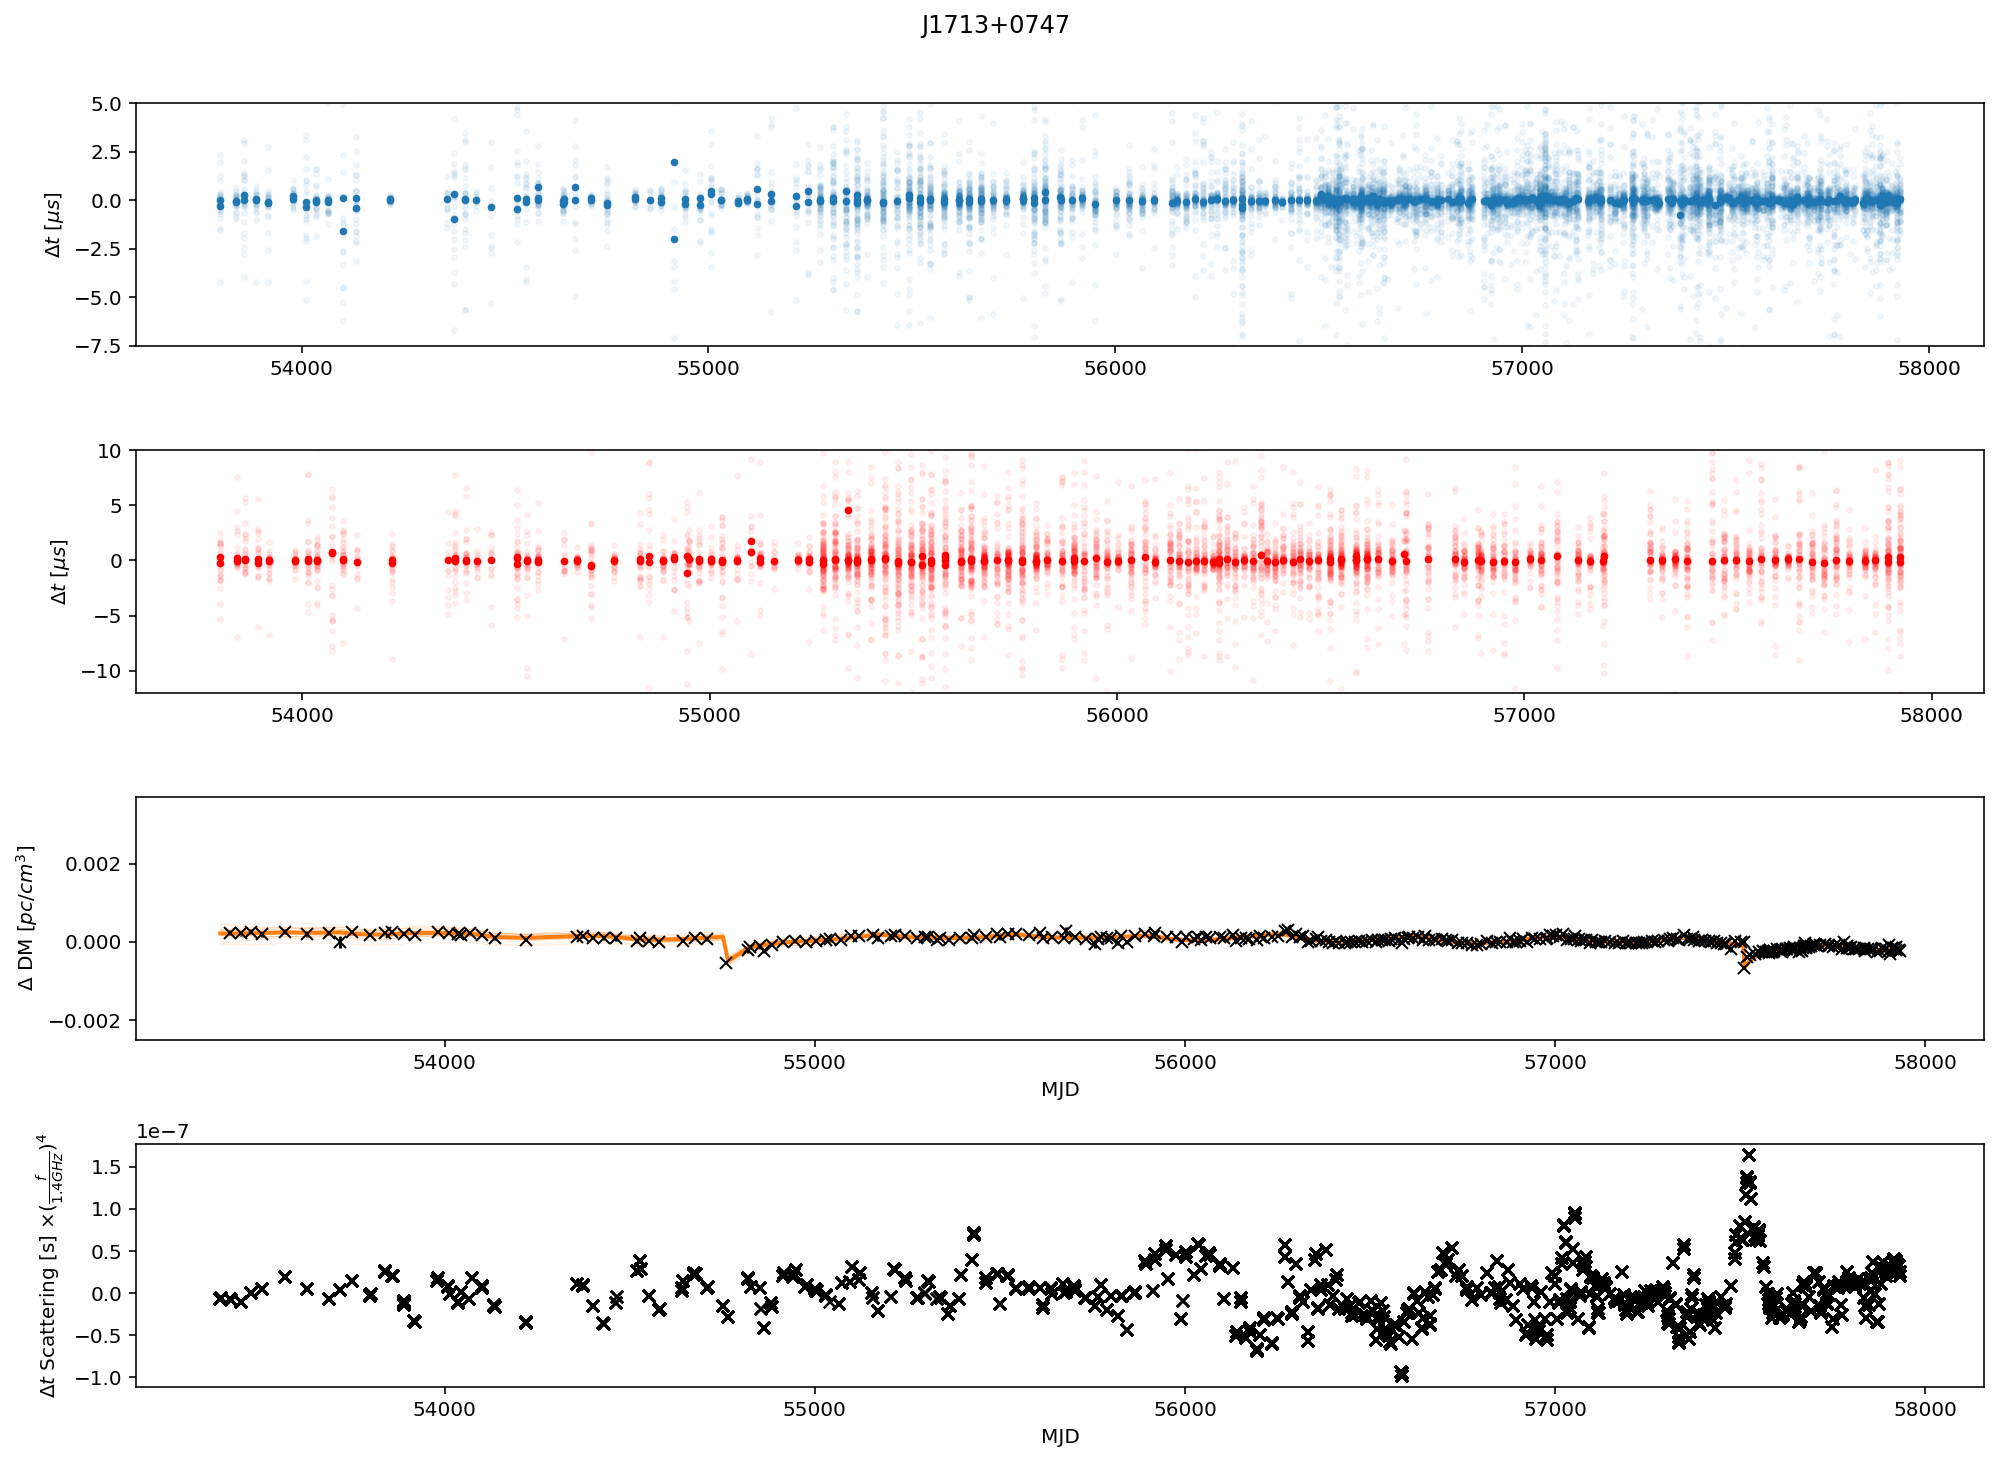 J1713+0747
5.0
2.5
0.0
−2.5
−5.0
−7.5
Δt [μs]
54000 55000 56000 57000 58000
10
5
0
−5
−10
Δt [μs]
54000 55000 56000 57000 58000
0.002
0.000
−0.002
Δ DM [pc/cm³]
54000 55000 56000 57000 58000
MJD
1e−7
1.5
1.0
0.5
0.0
−0.5
−1.0
Δt Scattering [s] ×(f/1.4GHz)⁴
54000 55000 56000 57000 58000
MJD